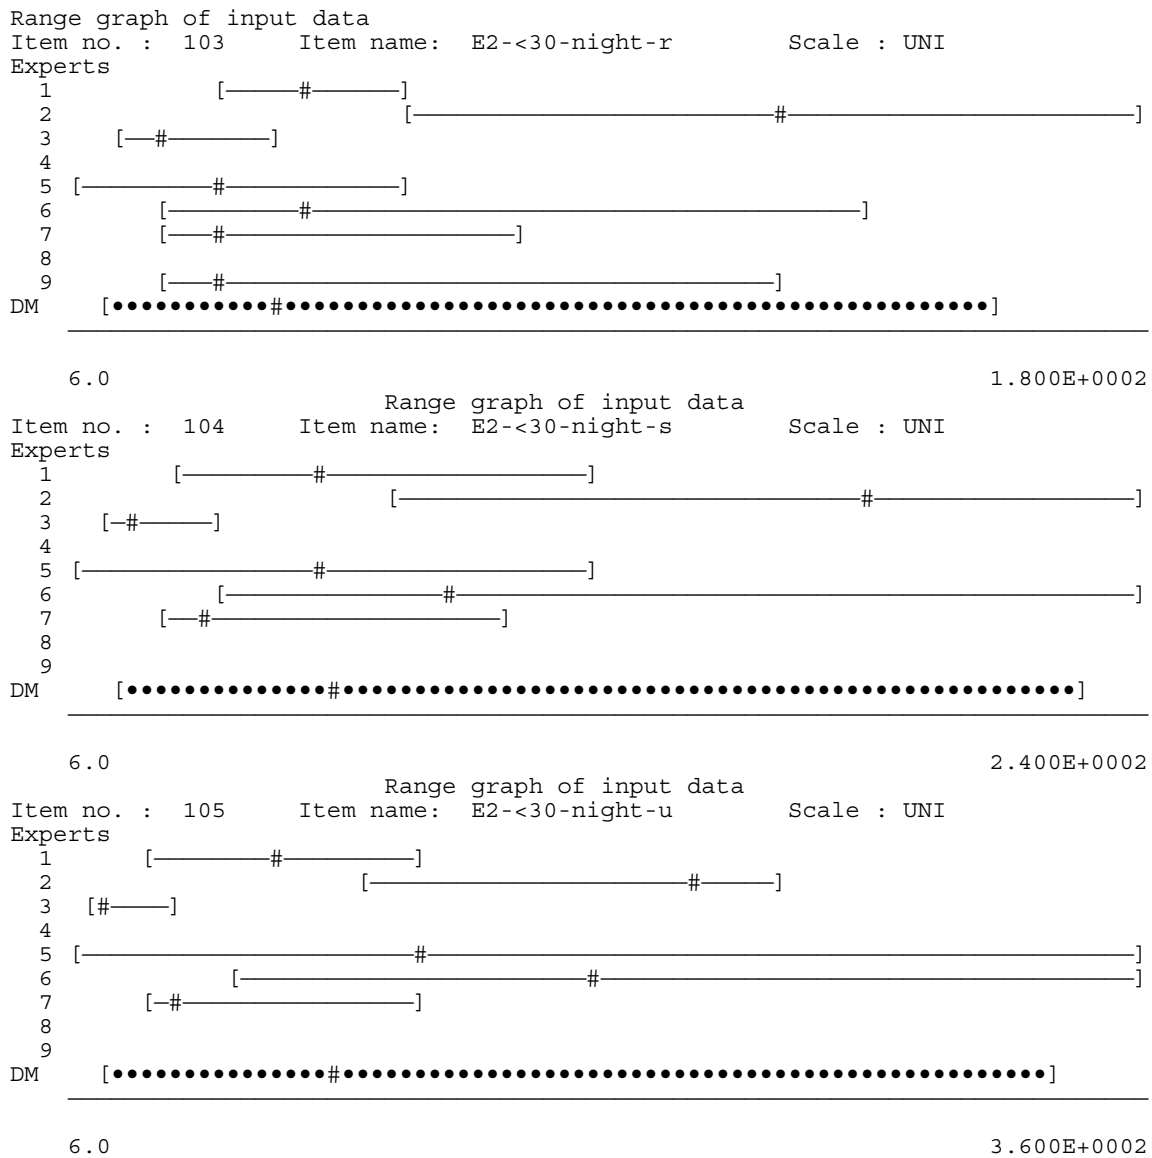 Range graph of input data
Item no. : 103 Item name: E2-<30-night-r Scale : UNI
Experts
1 [——————#———————]
2 [—————————————————————————#————————————————————————]
3 [——#———————]
4
5 [—————————#————————————]
6 [—————————#——————————————————————————————————————]
7 [———#————————————————————]
8
9 [———#——————————————————————————————————————]
DM [•••••••••••#•••••••••••••••••••••••••••••••••••••••••••••••••]
6.0 1.800E+0002
Range graph of input data
Item no. : 104 Item name: E2-<30-night-s Scale : UNI
Experts
1 [—————————#——————————————————]
2 [————————————————————————————————#——————————————————]
3 [—#—————]
4
5 [————————————————#——————————————————]
6 [———————————————#———————————————————————————————————————————————]
7 [——#————————————————————]
8
9
DM [••••••••••••••#•••••••••••••••••••••••••••••••••••••••••••••••••••]
6.0 2.400E+0002
Range graph of input data
Item no. : 105 Item name: E2-<30-night-u Scale : UNI
Experts
1 [————————#—————————]
2 [——————————————————————#—————]
3 [#————]
4
5 [———————————————————————#—————————————————————————————————————————————————]
6 [————————————————————————#—————————————————————————————————————]
7 [—#————————————————]
8
9
DM [•••••••••••••••#•••••••••••••••••••••••••••••••••••••••••••••••••]
6.0 3.600E+0002